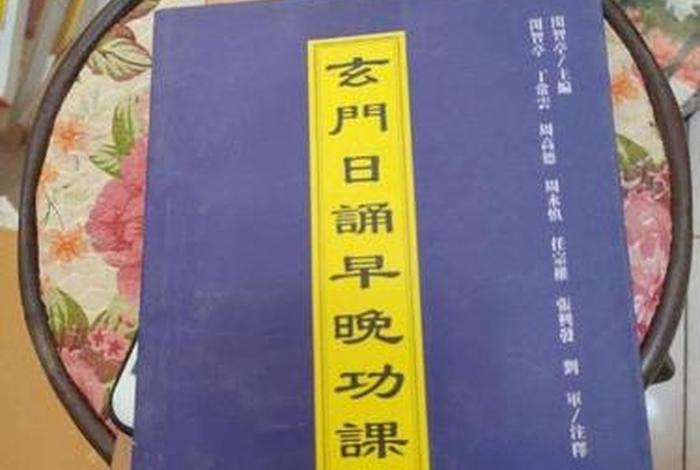 閔智亭/主編
閔智亭 丁常雲 周高德 周永慎 任宗權 張興發 劉 軍/注釋
玄門日誦早晚功課